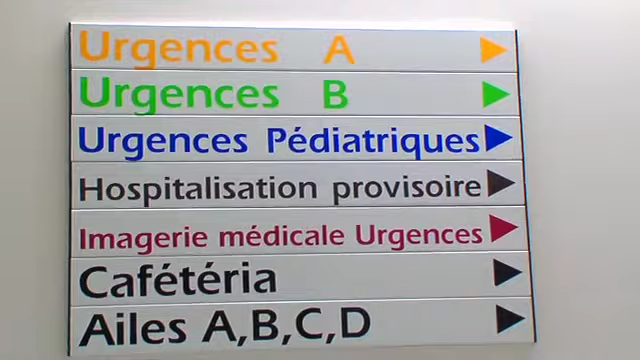 Urgences A
Urgences B
Urgences Pédiatriques
Hospitalisation provisoire
Imagerie médicale Urgences
Cafétéria
Ailes A,B,C,D